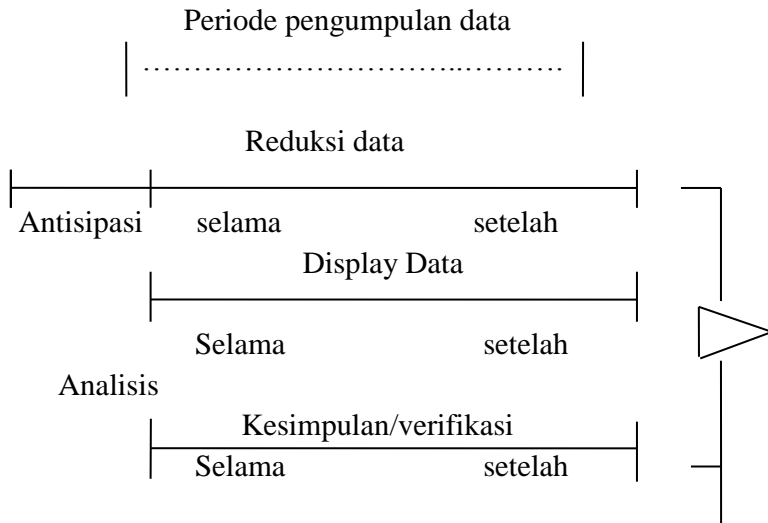 Periode pengumpulan data
……………………………..……….
Reduksi data
Antisipasi selama setelah
Display Data
Selama setelah
Analisis
Kesimpulan/verifikasi
Selama setelah